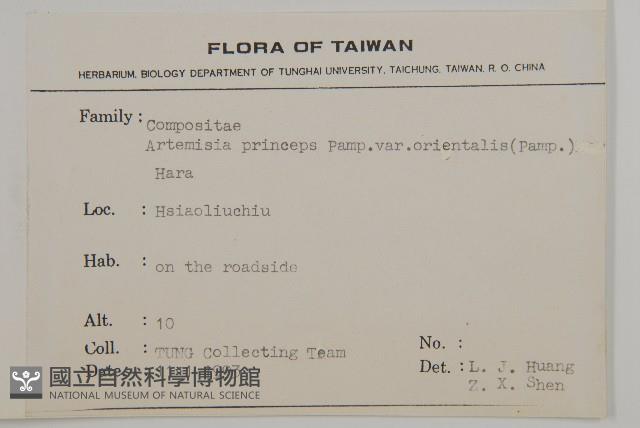 FLORA OF TAIWAN
HERBARIUM, BIOLOGY DEPARTMENT OF TUNGHAI UNIVERSITY, TAICHUNG, TAIWAN, R. O. CHINA
Family : Compositae
Artemisia princeps Pamp.var.orientalis(Pamp.)
Hara
Loc. : Hsiaoliuchiu
Hab. : on the roadside
Alt. : 10
Coll. : TUNG Collecting Team
No. :
Date
Det. : L. J. Huang
Z. X. Shen
國立自然科學博物館
NATIONAL MUSEUM OF NATURAL SCIENCE